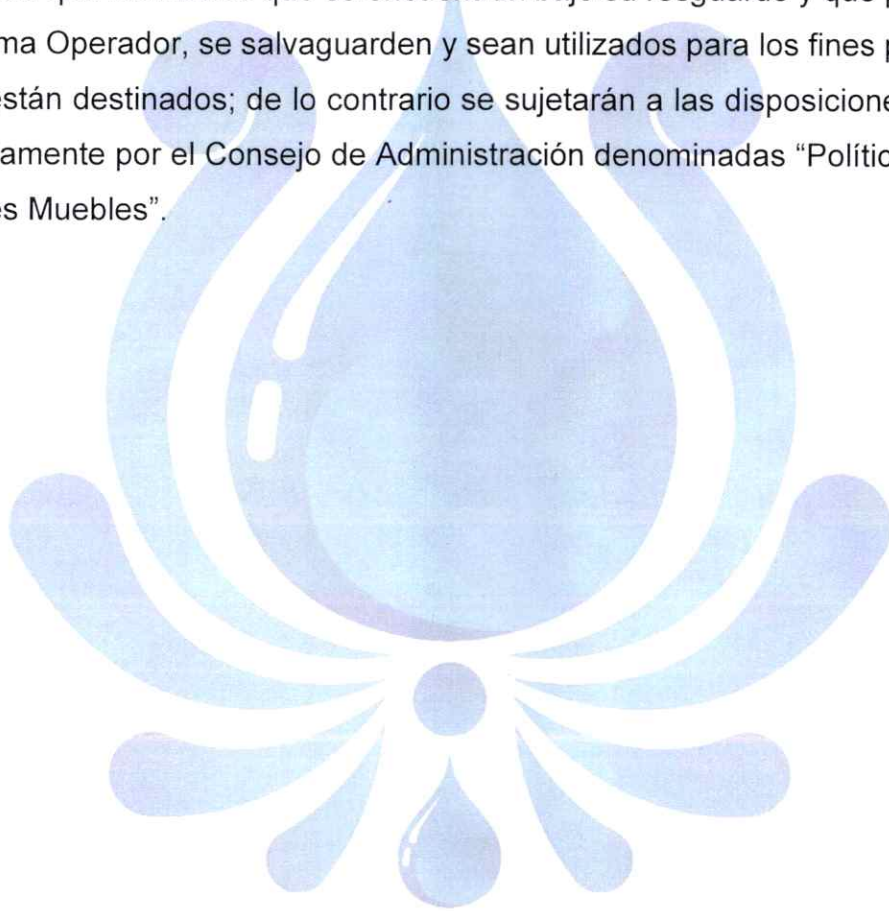 ma Operador, se salvaguarden y sean utilizados para los fines p
están destinados; de lo contrario se sujetarán a las disposicione
amente por el Consejo de Administración denominadas “Polític
es Muebles”.